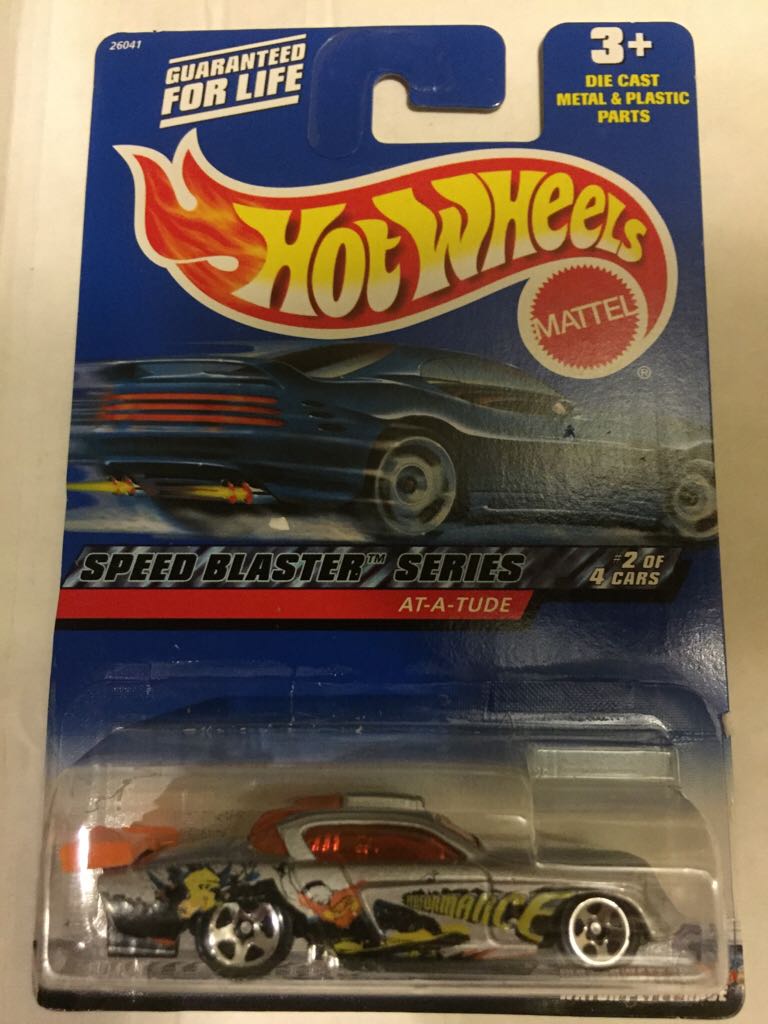 26041
GUARANTEED
FOR LIFE
3+
DIE CAST
METAL & PLASTIC
PARTS
HOT WHEELS
MATTEL
®
SPEED BLASTER™ SERIES
#2 OF
4 CARS
AT-A-TUDE